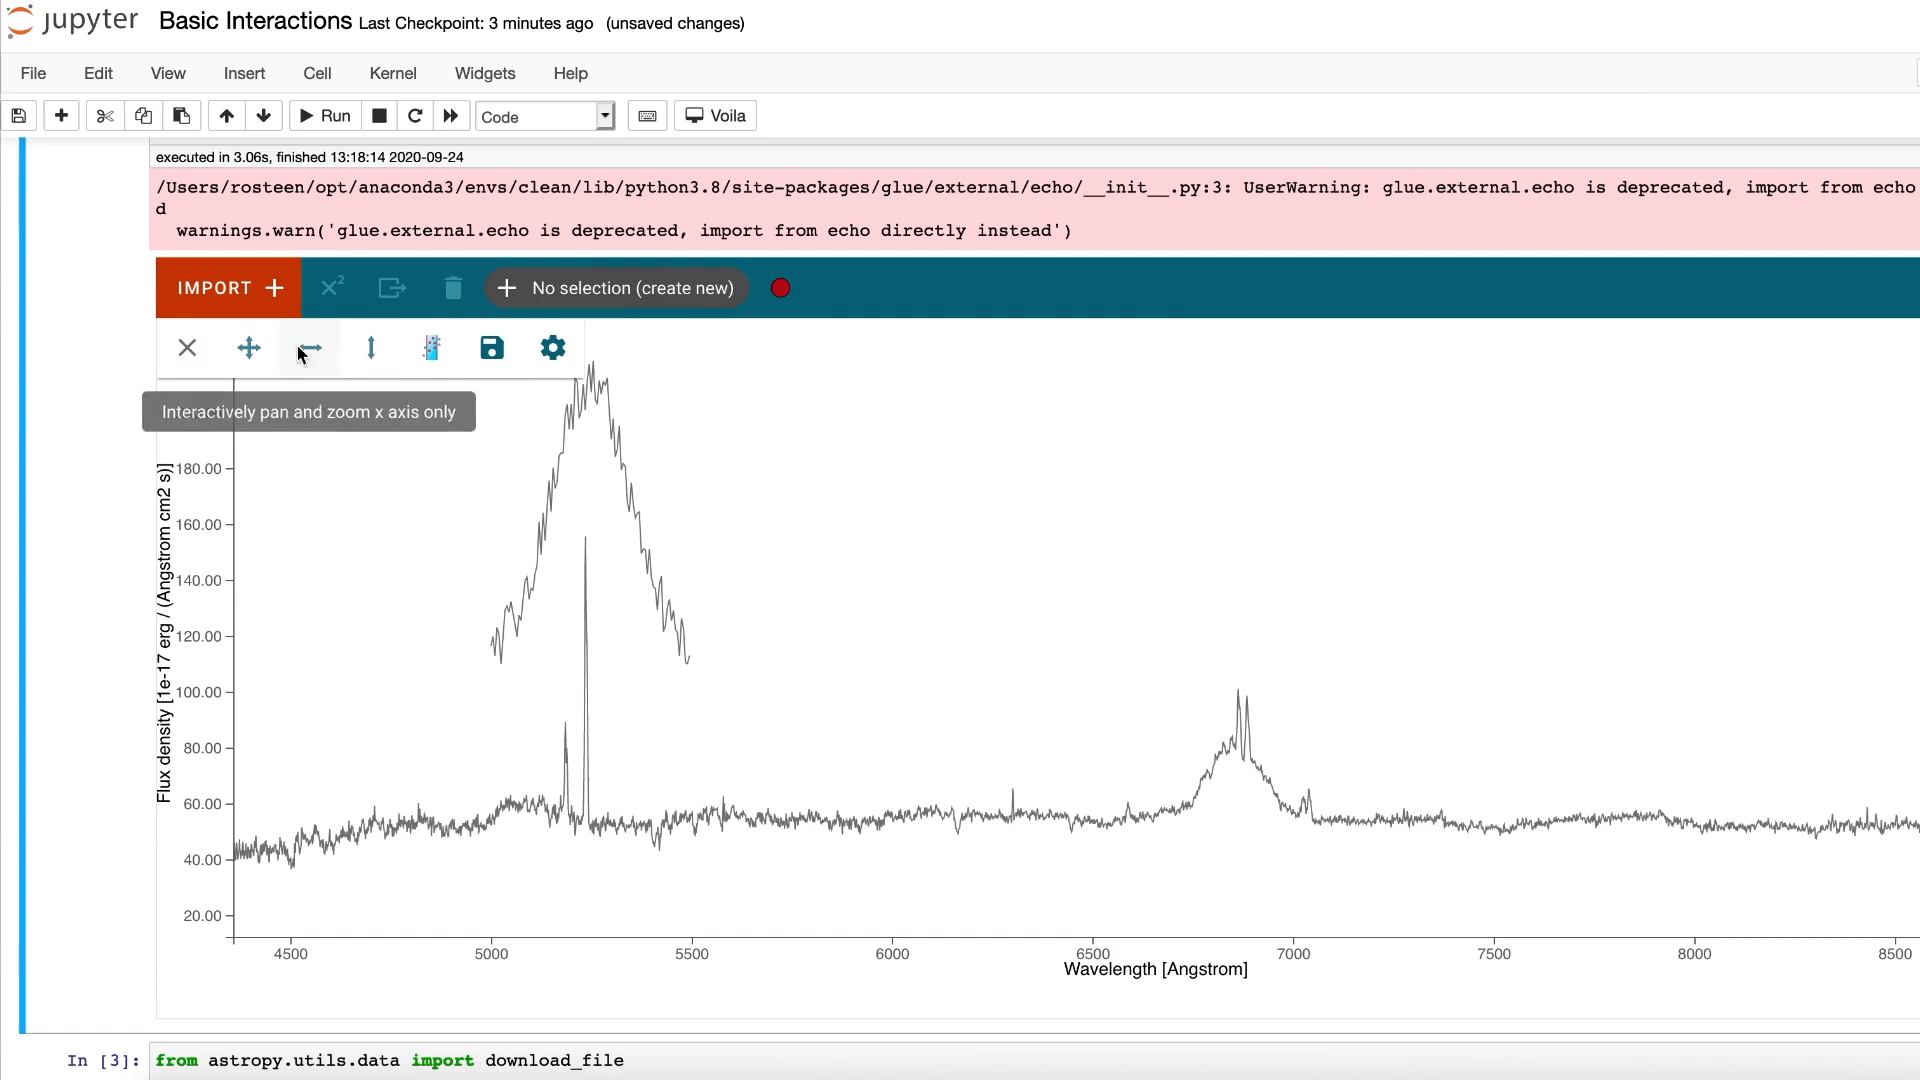 jupyter Basic Interactions Last Checkpoint: 3 minutes ago (unsaved changes)
File Edit View Insert Cell Kernel Widgets Help
Run Code Voila
executed in 3.06s, finished 13:18:14 2020-09-24
/Users/rosteen/opt/anaconda3/envs/clean/lib/python3.8/site-packages/glue/external/echo/__init__.py:3: UserWarning: glue.external.echo is deprecated, import from echo
d
warnings.warn('glue.external.echo is deprecated, import from echo directly instead')
IMPORT + x2 + No selection (create new)
Interactively pan and zoom x axis only
Flux density [1e-17 erg / (Angstrom cm2 s)]
180.00
160.00
140.00
120.00
100.00
80.00
60.00
40.00
20.00
4500 5000 5500 6000 6500 7000 7500 8000 8500
Wavelength [Angstrom]
In [3]: from astropy.utils.data import download_file